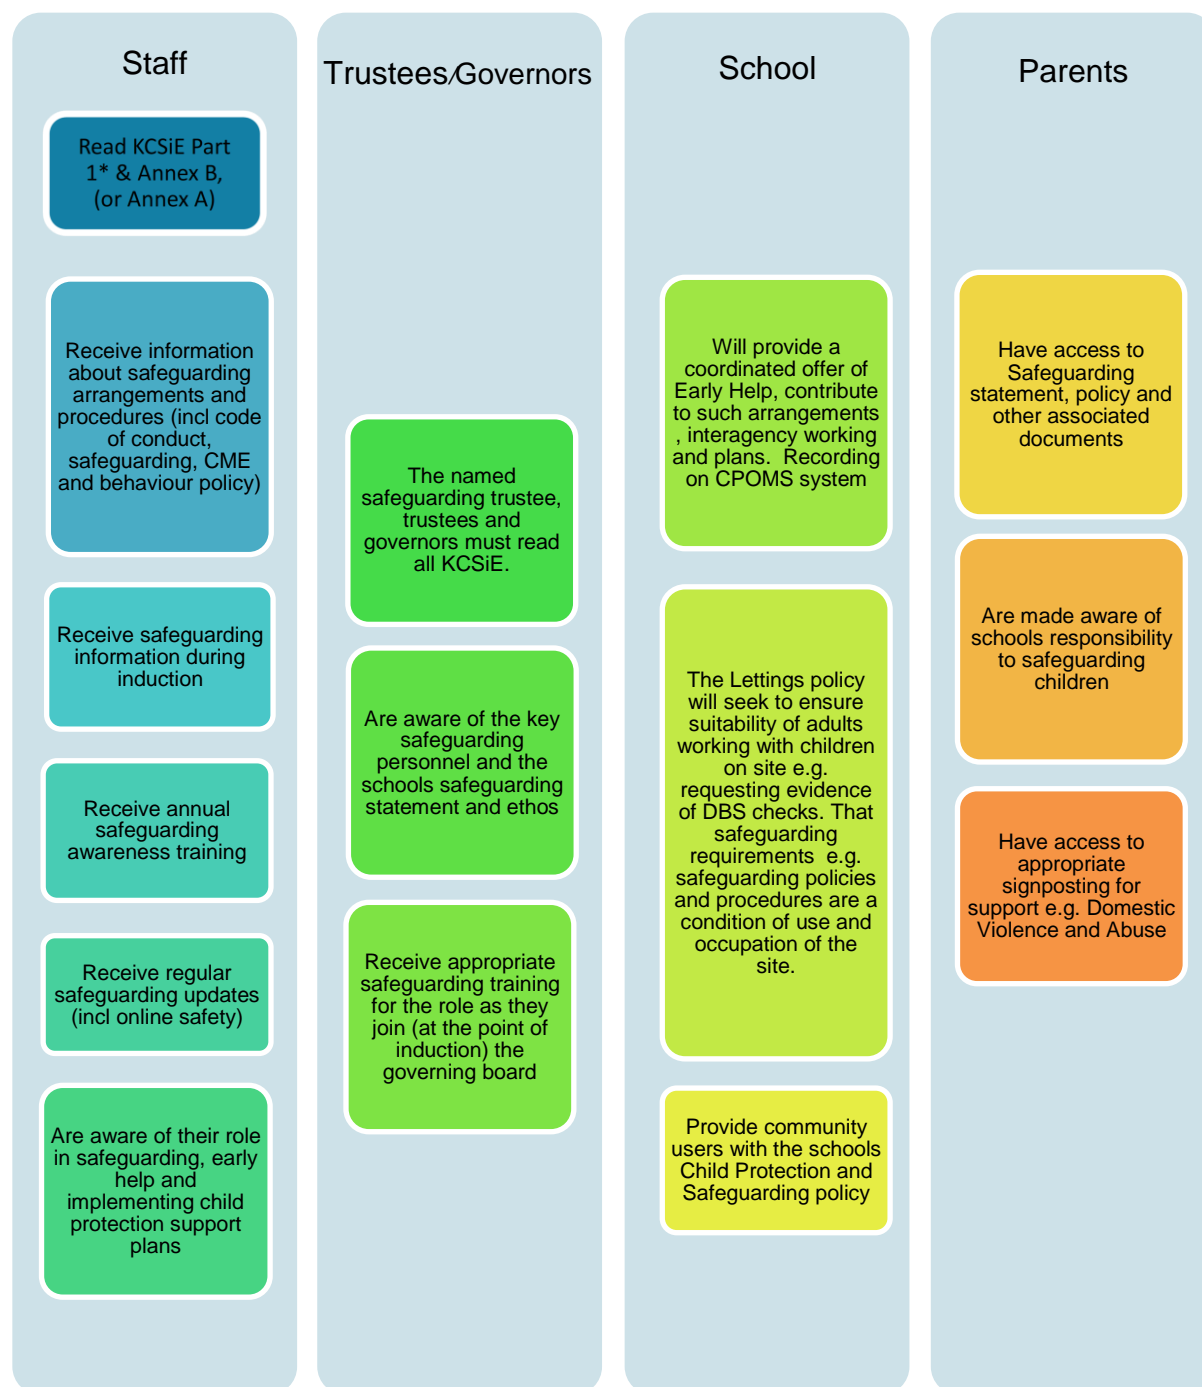 Staff
Read KCSiE Part
1* & Annex B,
(or Annex A)
Receive information
about safeguarding
arrangements and
procedures (incl code
of conduct,
safeguarding, CME
and behaviour policy)
Receive safeguarding
information during
induction
Receive annual
safeguarding
awareness training
Receive regular
safeguarding updates
(incl online safety)
Are aware of their role
in safeguarding, early
help and
implementing child
protection support
plans
Trustees/Governors
The named
safeguarding trustee,
trustees and
governors must read
all KCSiE.
Are aware of the key
safeguarding
personnel and the
schools safeguarding
statement and ethos
Receive appropriate
safeguarding training
for the role as they
join (at the point of
induction) the
governing board
School
Will provide a
coordinated offer of
Early Help, contribute
to such arrangements
, interagency working
and plans.  Recording
on CPOMS system
The Lettings policy
will seek to ensure
suitability of adults
working with children
on site e.g.
requesting evidence
of DBS checks. That
safeguarding
requirements  e.g.
safeguarding policies
and procedures are a
condition of use and
occupation of the
site.
Provide community
users with the schools
Child Protection and
Safeguarding policy
Parents
Have access to
Safeguarding
statement, policy and
other associated
documents
Are made aware of
schools responsibility
to safeguarding
children
Have access to
appropriate
signposting for
support e.g. Domestic
Violence and Abuse